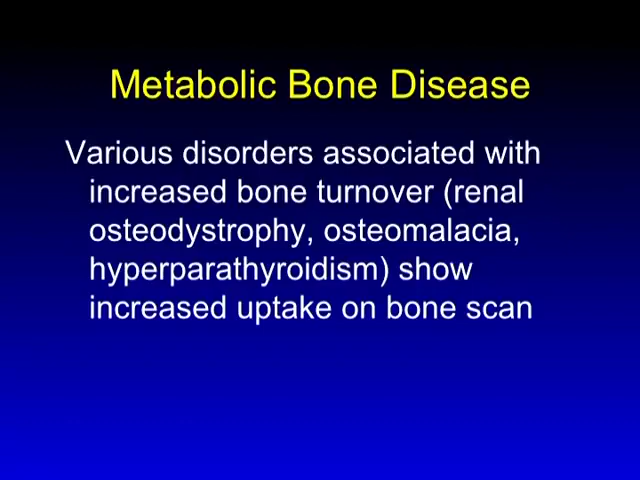 Metabolic Bone Disease
Various disorders associated with
increased bone turnover (renal
osteodystrophy, osteomalacia,
hyperparathyroidism) show
increased uptake on bone scan